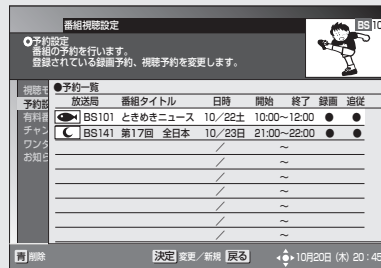 番組視聴設定
予約設定
番組の予約を行います。
登録されている録画予約、視聴予約を変更します。
BS 10
視聴モ
予約設
有料番
チャン
ワンタ
お知ら
●予約一覧
放送局 番組タイトル 日時 開始 終了 録画 追従
BS101 ときめきニュース 10／22土 10:00～12:00 ● ●
BS141 第17回 全日本 10／23日 21:00～22:00 ● ●
／ ～
／ ～
／ ～
／ ～
／ ～
／ ～
青 削除 決定 変更／新規 戻る 10月20日 (木) 20:45